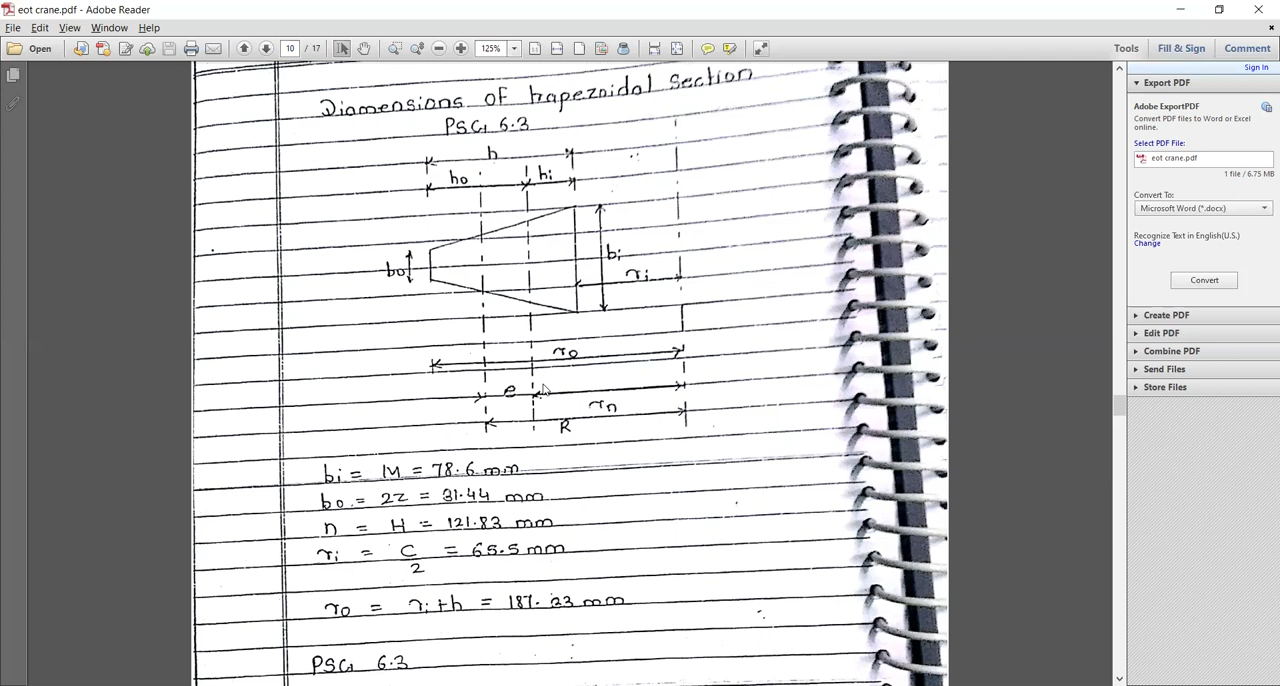 eot crane.pdf - Adobe Reader
File Edit View Window Help
Open 10 / 17 125% Tools Fill & Sign Comment
Sign In
Export PDF
Adobe ExportPDF
Convert PDF files to Word or Excel
online.
Select PDF File:
eot crane.pdf
1 file / 6.75 MB
Convert To:
Microsoft Word (*.docx)
Recognize Text in English(U.S.)
Change
Convert
Create PDF
Edit PDF
Combine PDF
Send Files
Store Files
Diamensions of trapezoidal section
PSG 6.3
h
ho hi
bo bi ri
ro
e rn
R
bi = M = 78.6 mm
bo = 2Z = 31.44 mm
h = H = 121.83 mm
ri = C/2 = 65.5 mm
ro = ri+h = 187.33 mm
PSG 6.3